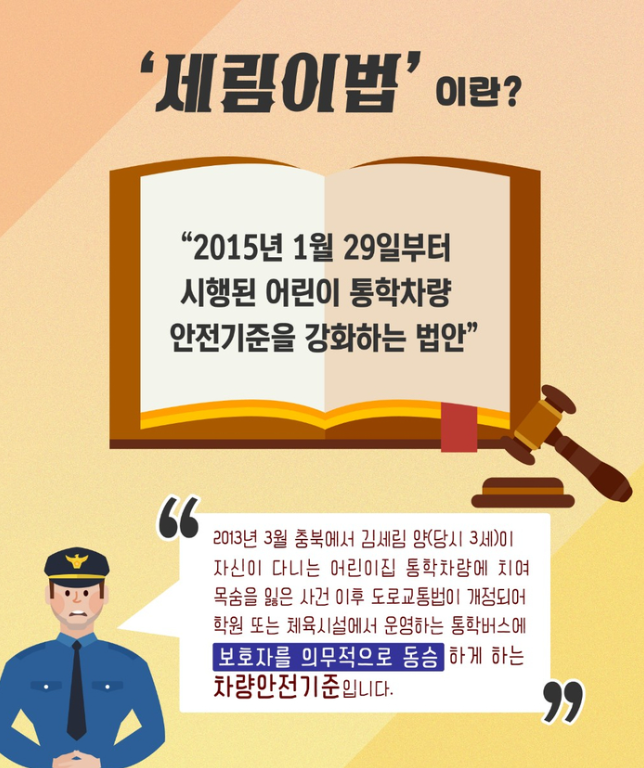 ‘제림이법’ 이란?
“2015년 1월 29일부터
시행된 어린이 통학차량
안전기준을 강화하는 법안”
“
2013년 3월 충북에서 김세림 양(당시 3세)이
자신이 다니는 어린이집 통학차량에 치여
목숨을 잃은 사건 이후 도로교통법이 개정되어
학원 또는 체육시설에서 운영하는 통학버스에
보호자를 의무적으로 동승 하게 하는
차량안전기준입니다.
”